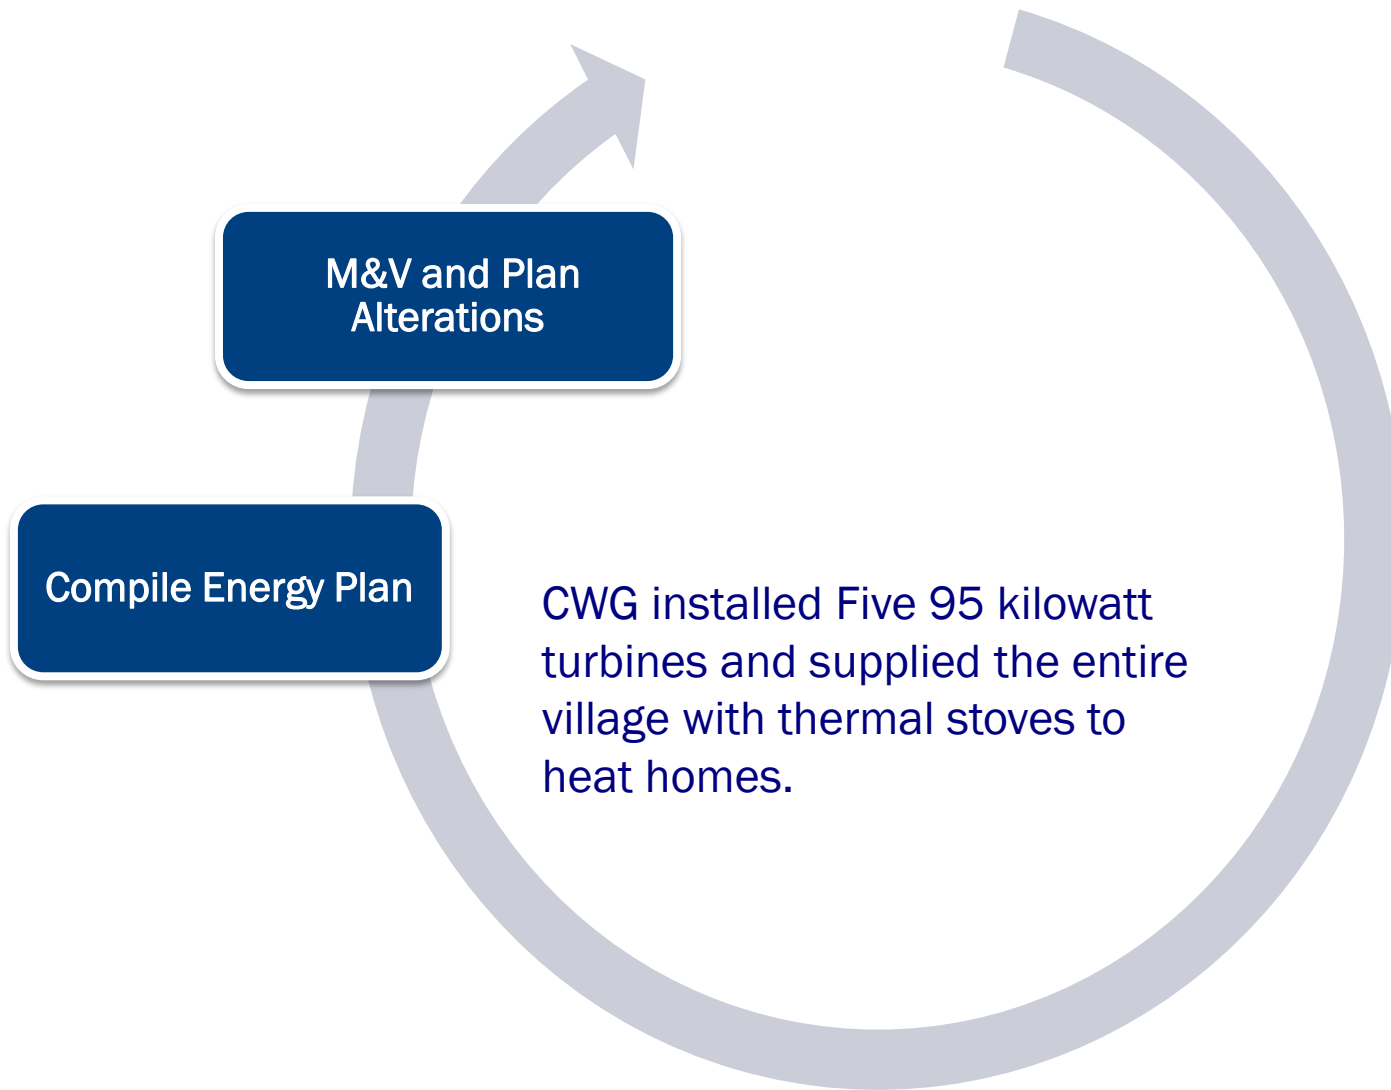 M&V and Plan
Alterations
Compile Energy Plan
CWG installed Five 95 kilowatt
turbines and supplied the entire
village with thermal stoves to
heat homes.